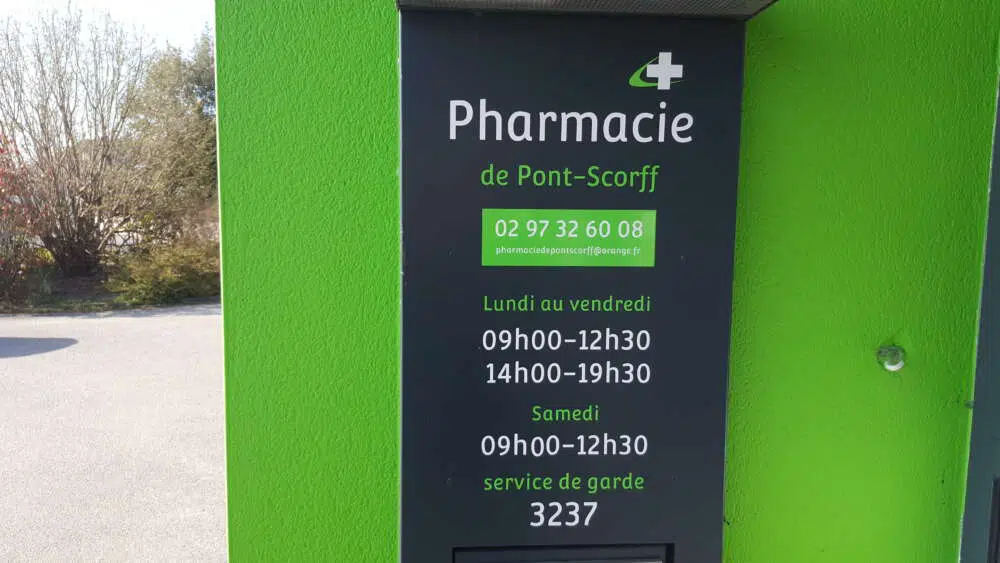 Pharmacie
de Pont-Scorff
02 97 32 60 08
pharmaciedepontscorff@orange.fr
Lundi au vendredi
09h00-12h30
14h00-19h30
Samedi
09h00-12h30
service de garde
3237